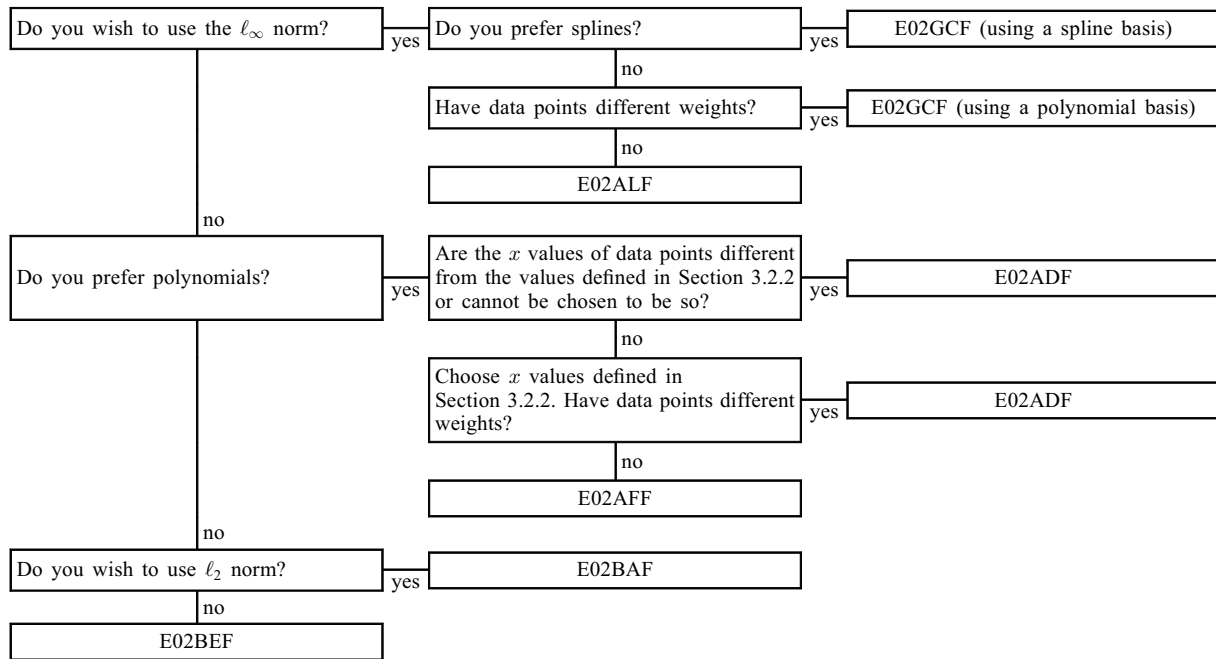 Do you wish to use the ℓ∞ norm?
yes
Do you prefer splines?
yes
E02GCF (using a spline basis)
no
Have data points different weights?
yes
E02GCF (using a polynomial basis)
no
E02ALF
no
Do you prefer polynomials?
yes
Are the x values of data points different
from the values defined in Section 3.2.2
or cannot be chosen to be so?
yes
E02ADF
no
Choose x values defined in
Section 3.2.2. Have data points different
weights?
yes
E02ADF
no
E02AFF
no
Do you wish to use ℓ2 norm?
yes
E02BAF
no
E02BEF